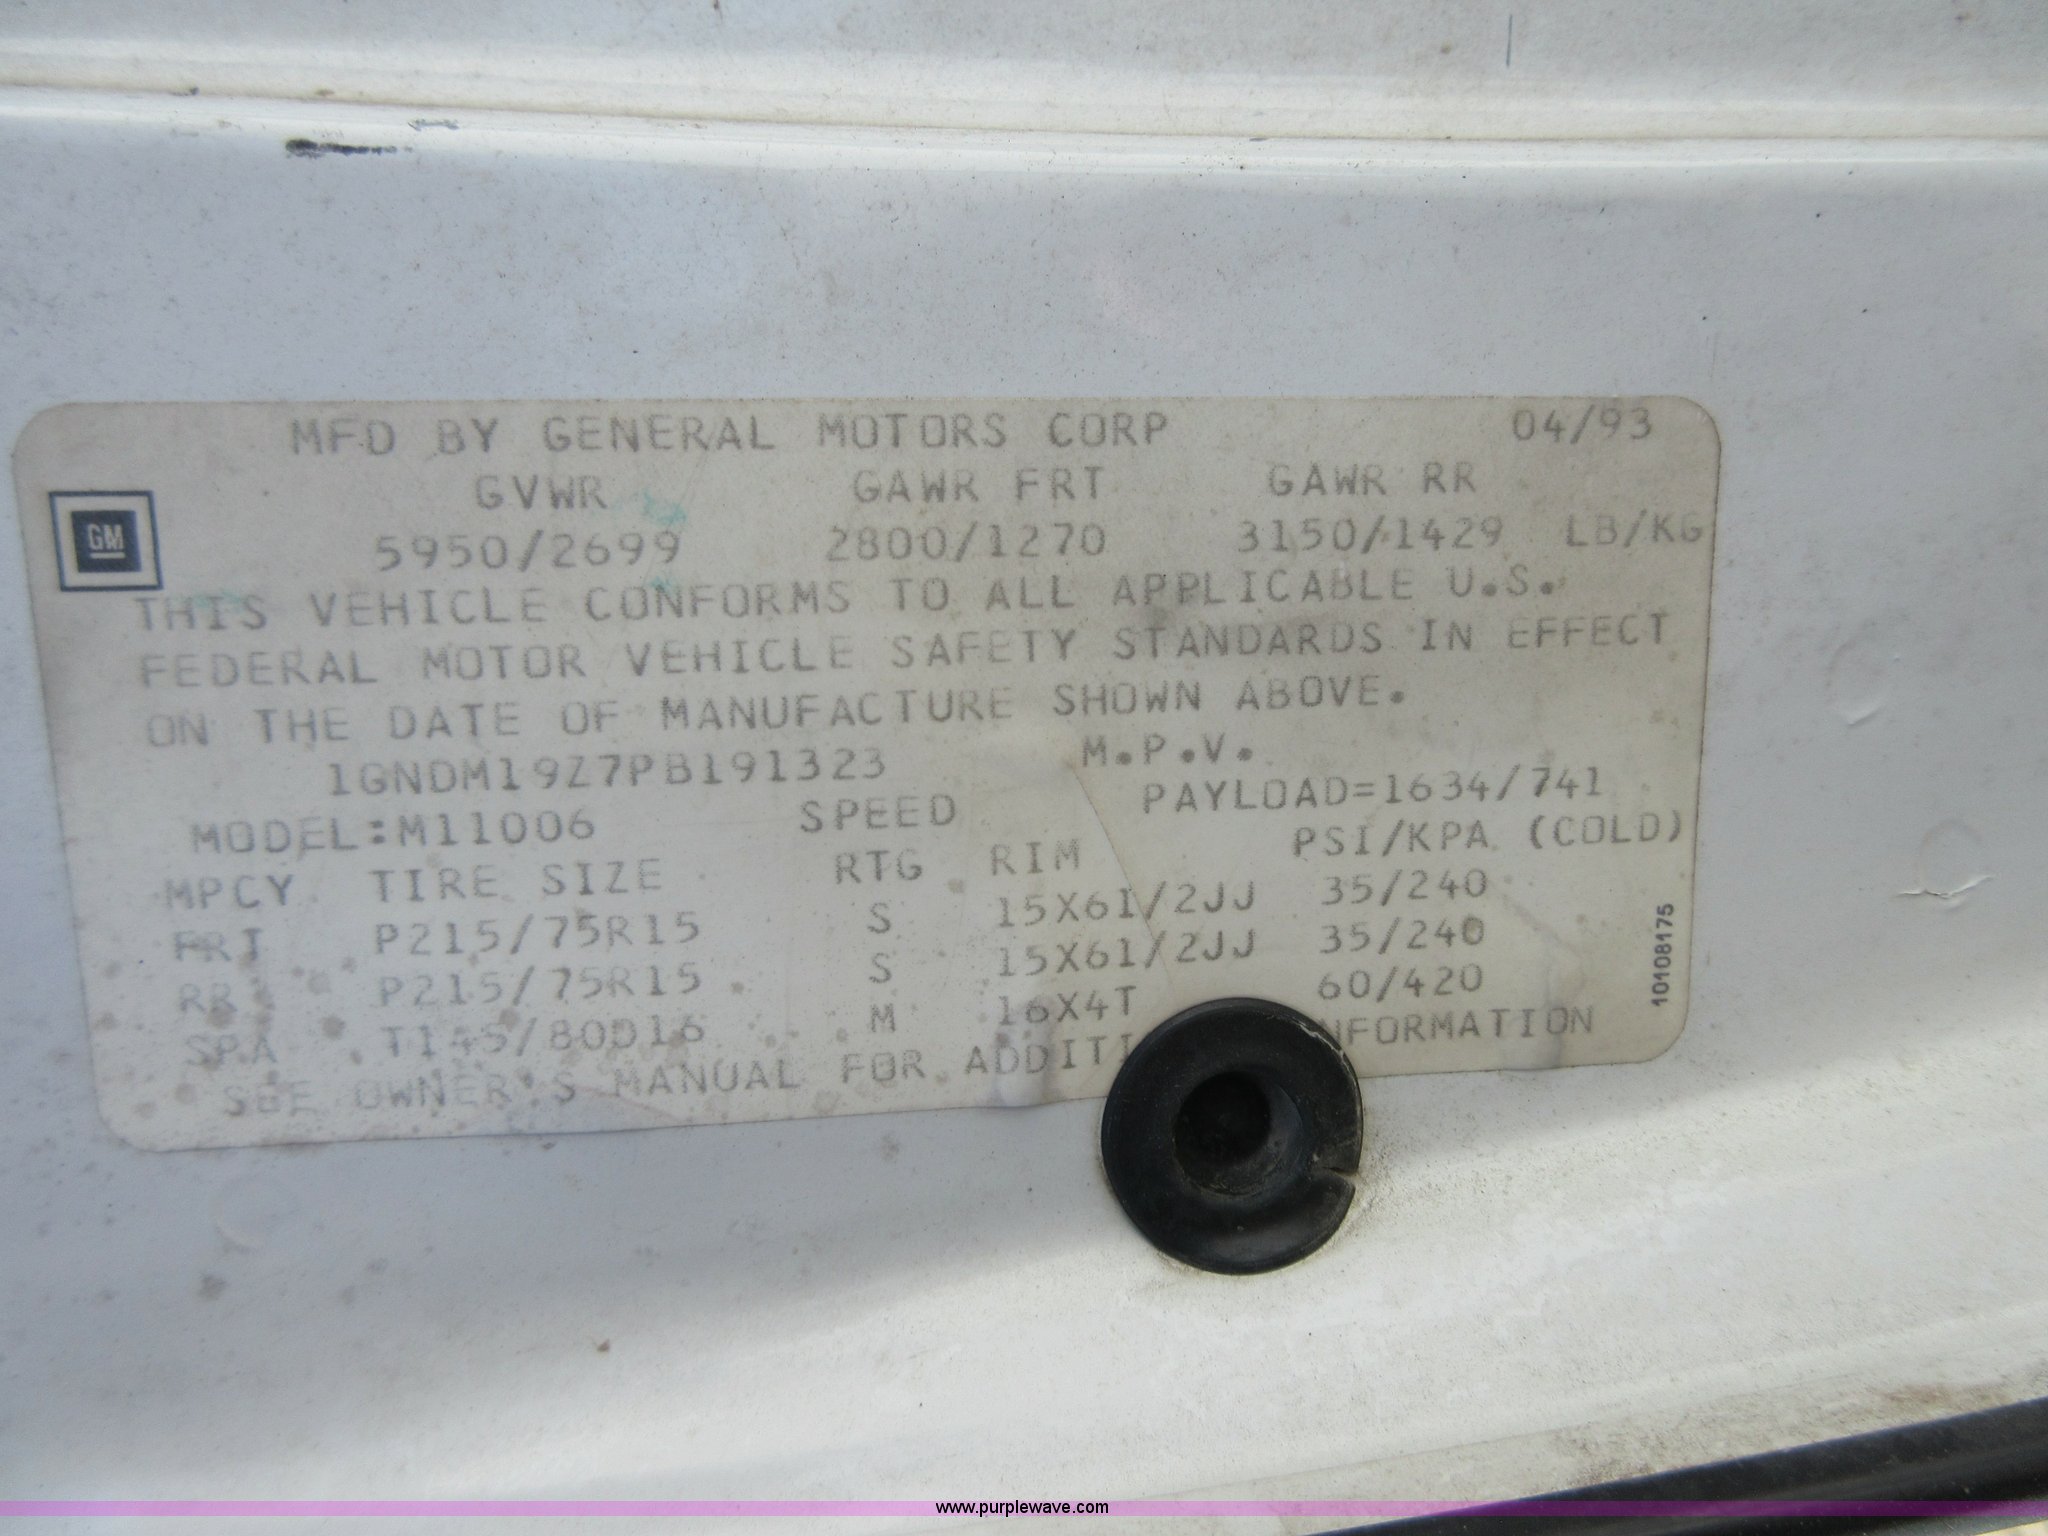 MFD BY GENERAL MOTORS CORP 04/93
GVWR GAWR FRT GAWR RR
GM
5950/2699 2800/1270 3150/1429 LB/KG
THIS VEHICLE CONFORMS TO ALL APPLICABLE U.S.
FEDERAL MOTOR VEHICLE SAFETY STANDARDS IN EFFECT
ON THE DATE OF MANUFACTURE SHOWN ABOVE.
1GNDM19Z7PB191323 M.P.V.
MODEL:M11006 SPEED PAYLOAD=1634/741
MPCY TIRE SIZE RTG RIM PSI/KPA (COLD)
FRT P215/75R15 S 15X61/2JJ 35/240
RR P215/75R15 S 15X61/2JJ 35/240
SPA T145/80D16 M 16X4T 60/420
SEE OWNER'S MANUAL FOR ADDITI NFORMATION
10108175
www.purplewave.com